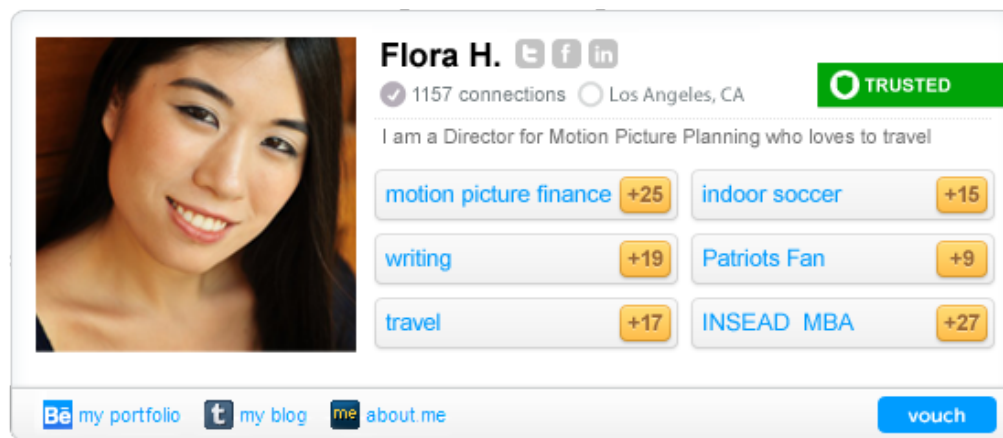 Flora H.
1157 connections Los Angeles, CA
TRUSTED
I am a Director for Motion Picture Planning who loves to travel
motion picture finance +25 indoor soccer +15
writing +19 Patriots Fan +9
travel +17 INSEAD MBA +27
Bē my portfolio t my blog me about.me vouch